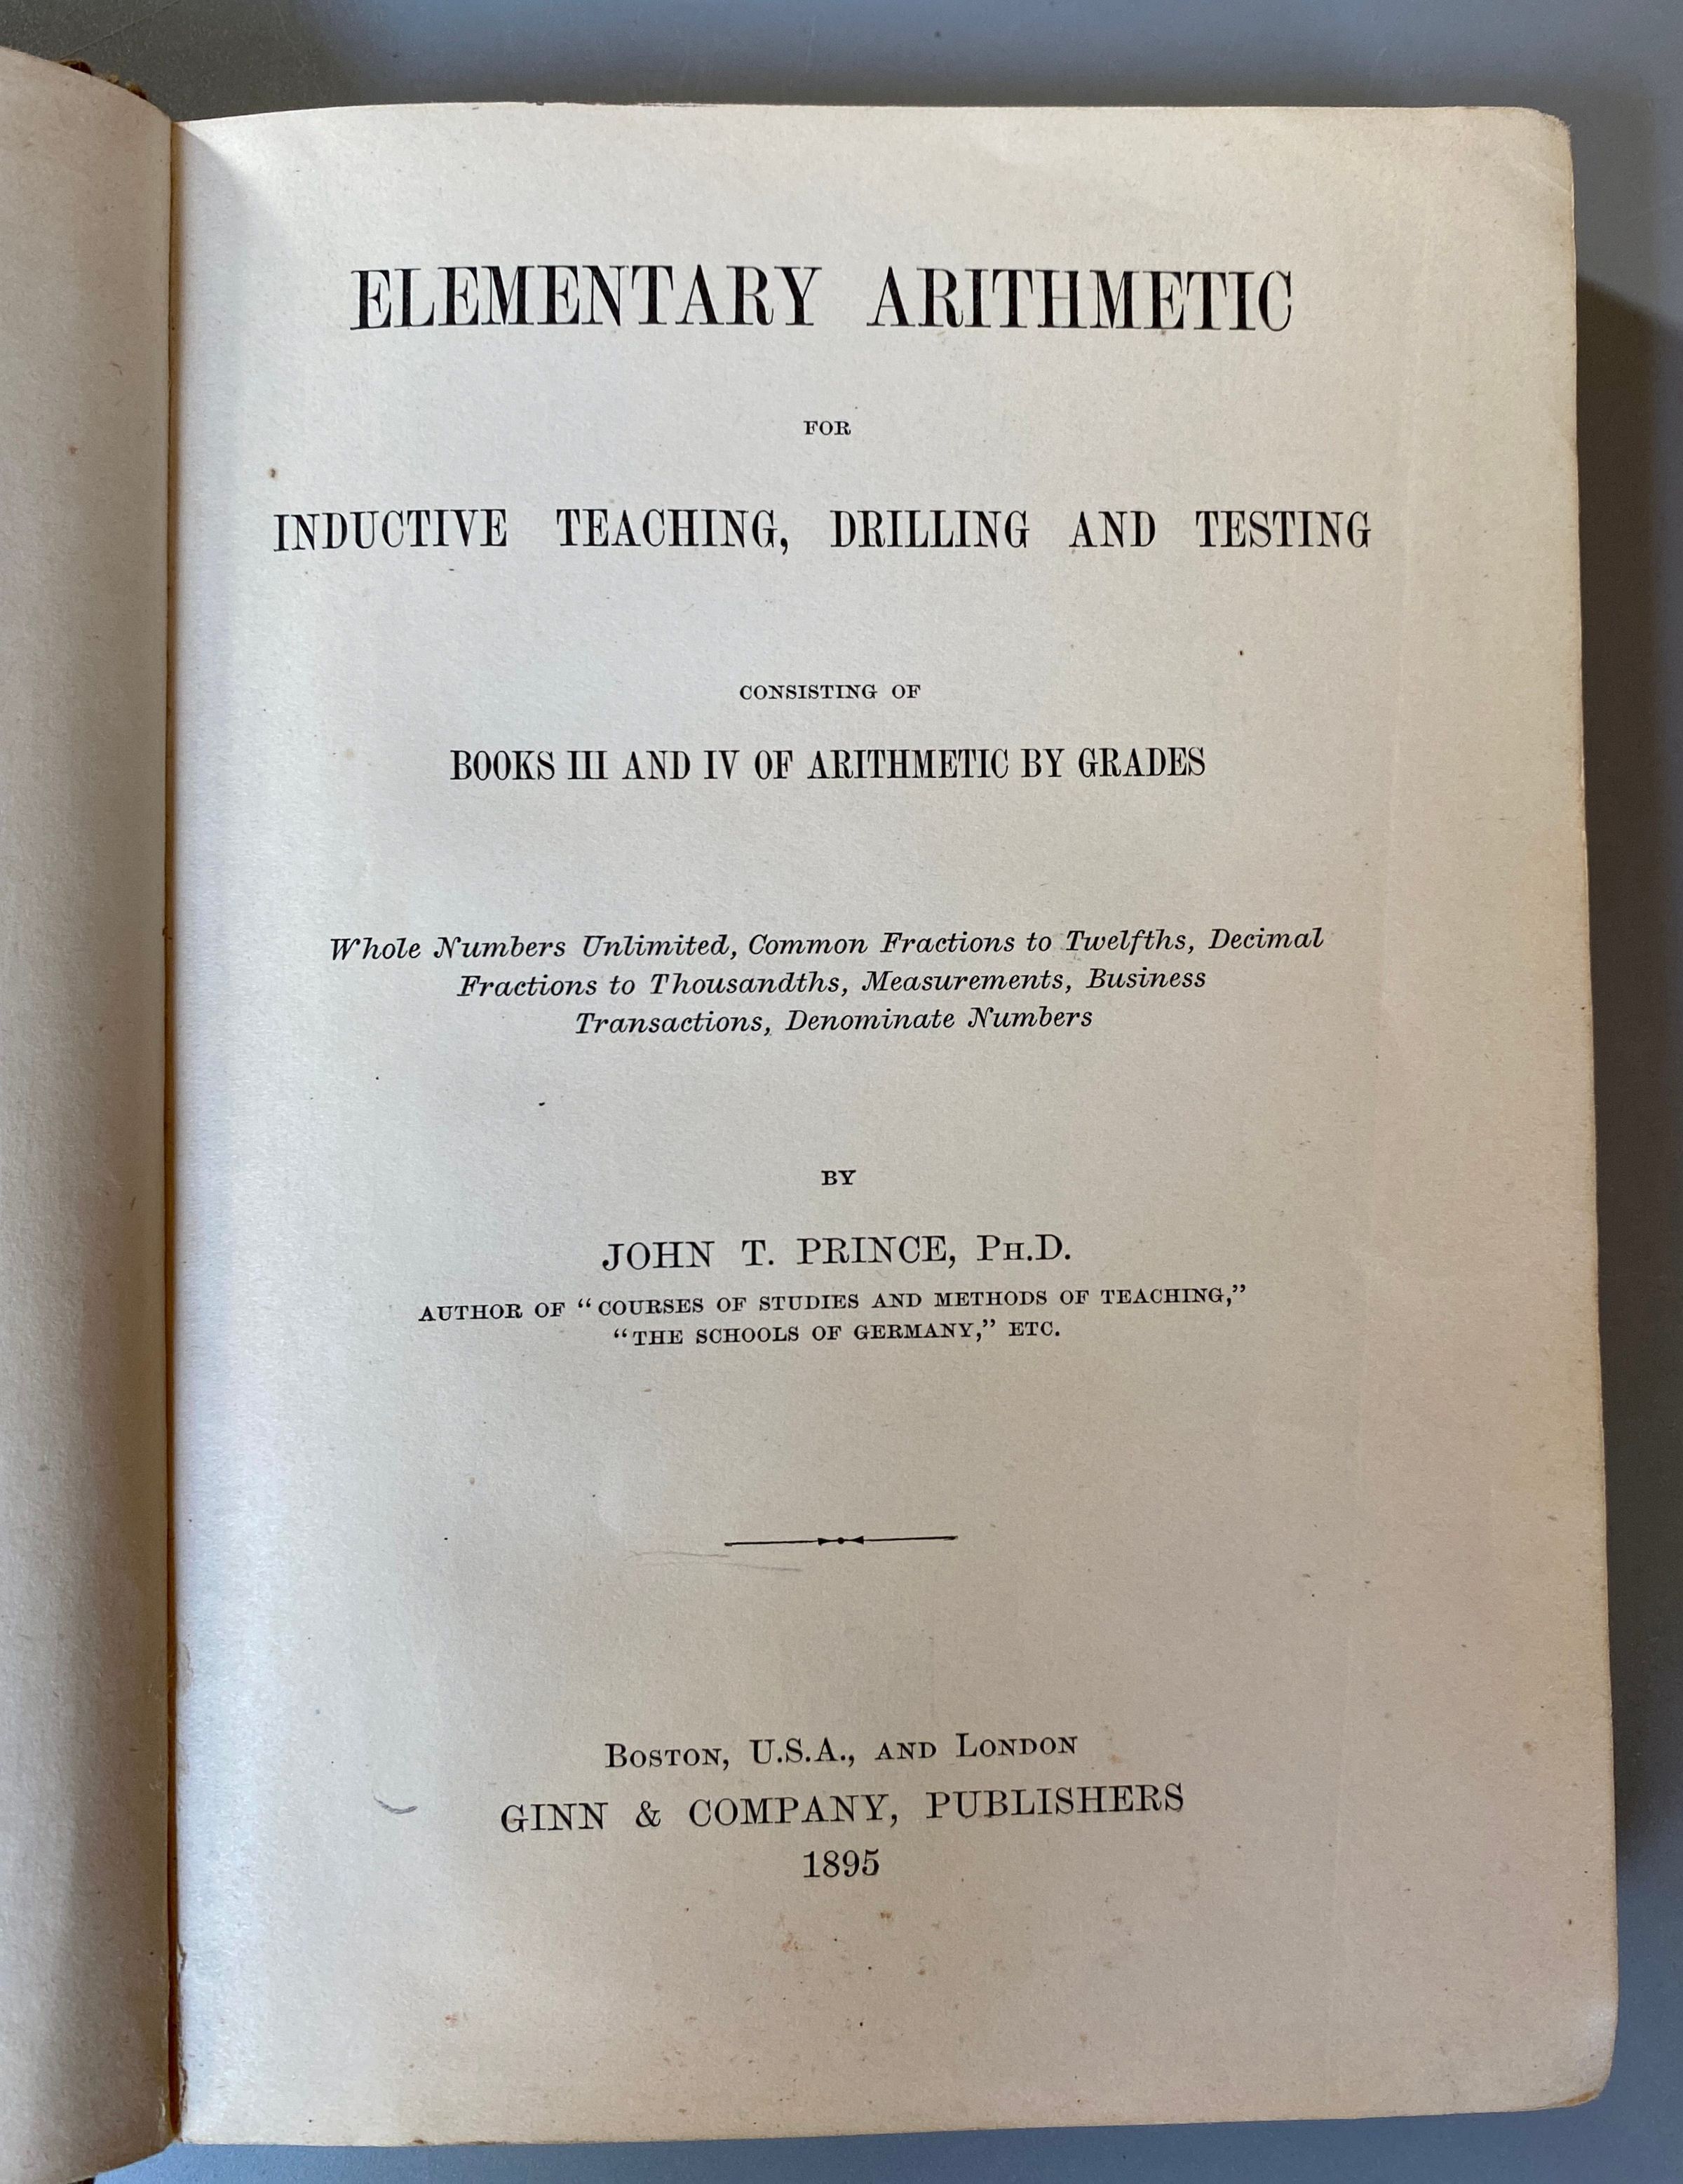 ELEMENTARY ARITHMETIC
FOR
INDUCTIVE TEACHING, DRILLING AND TESTING
CONSISTING OF
BOOKS III AND IV OF ARITHMETIC BY GRADES
Whole Numbers Unlimited, Common Fractions to Twelfths, Decimal
Fractions to Thousandths, Measurements, Business
Transactions, Denominate Numbers
BY
JOHN T. PRINCE, PH.D.
AUTHOR OF “COURSES OF STUDIES AND METHODS OF TEACHING,”
“THE SCHOOLS OF GERMANY,” ETC.
BOSTON, U.S.A., AND LONDON
GINN & COMPANY, PUBLISHERS
1895